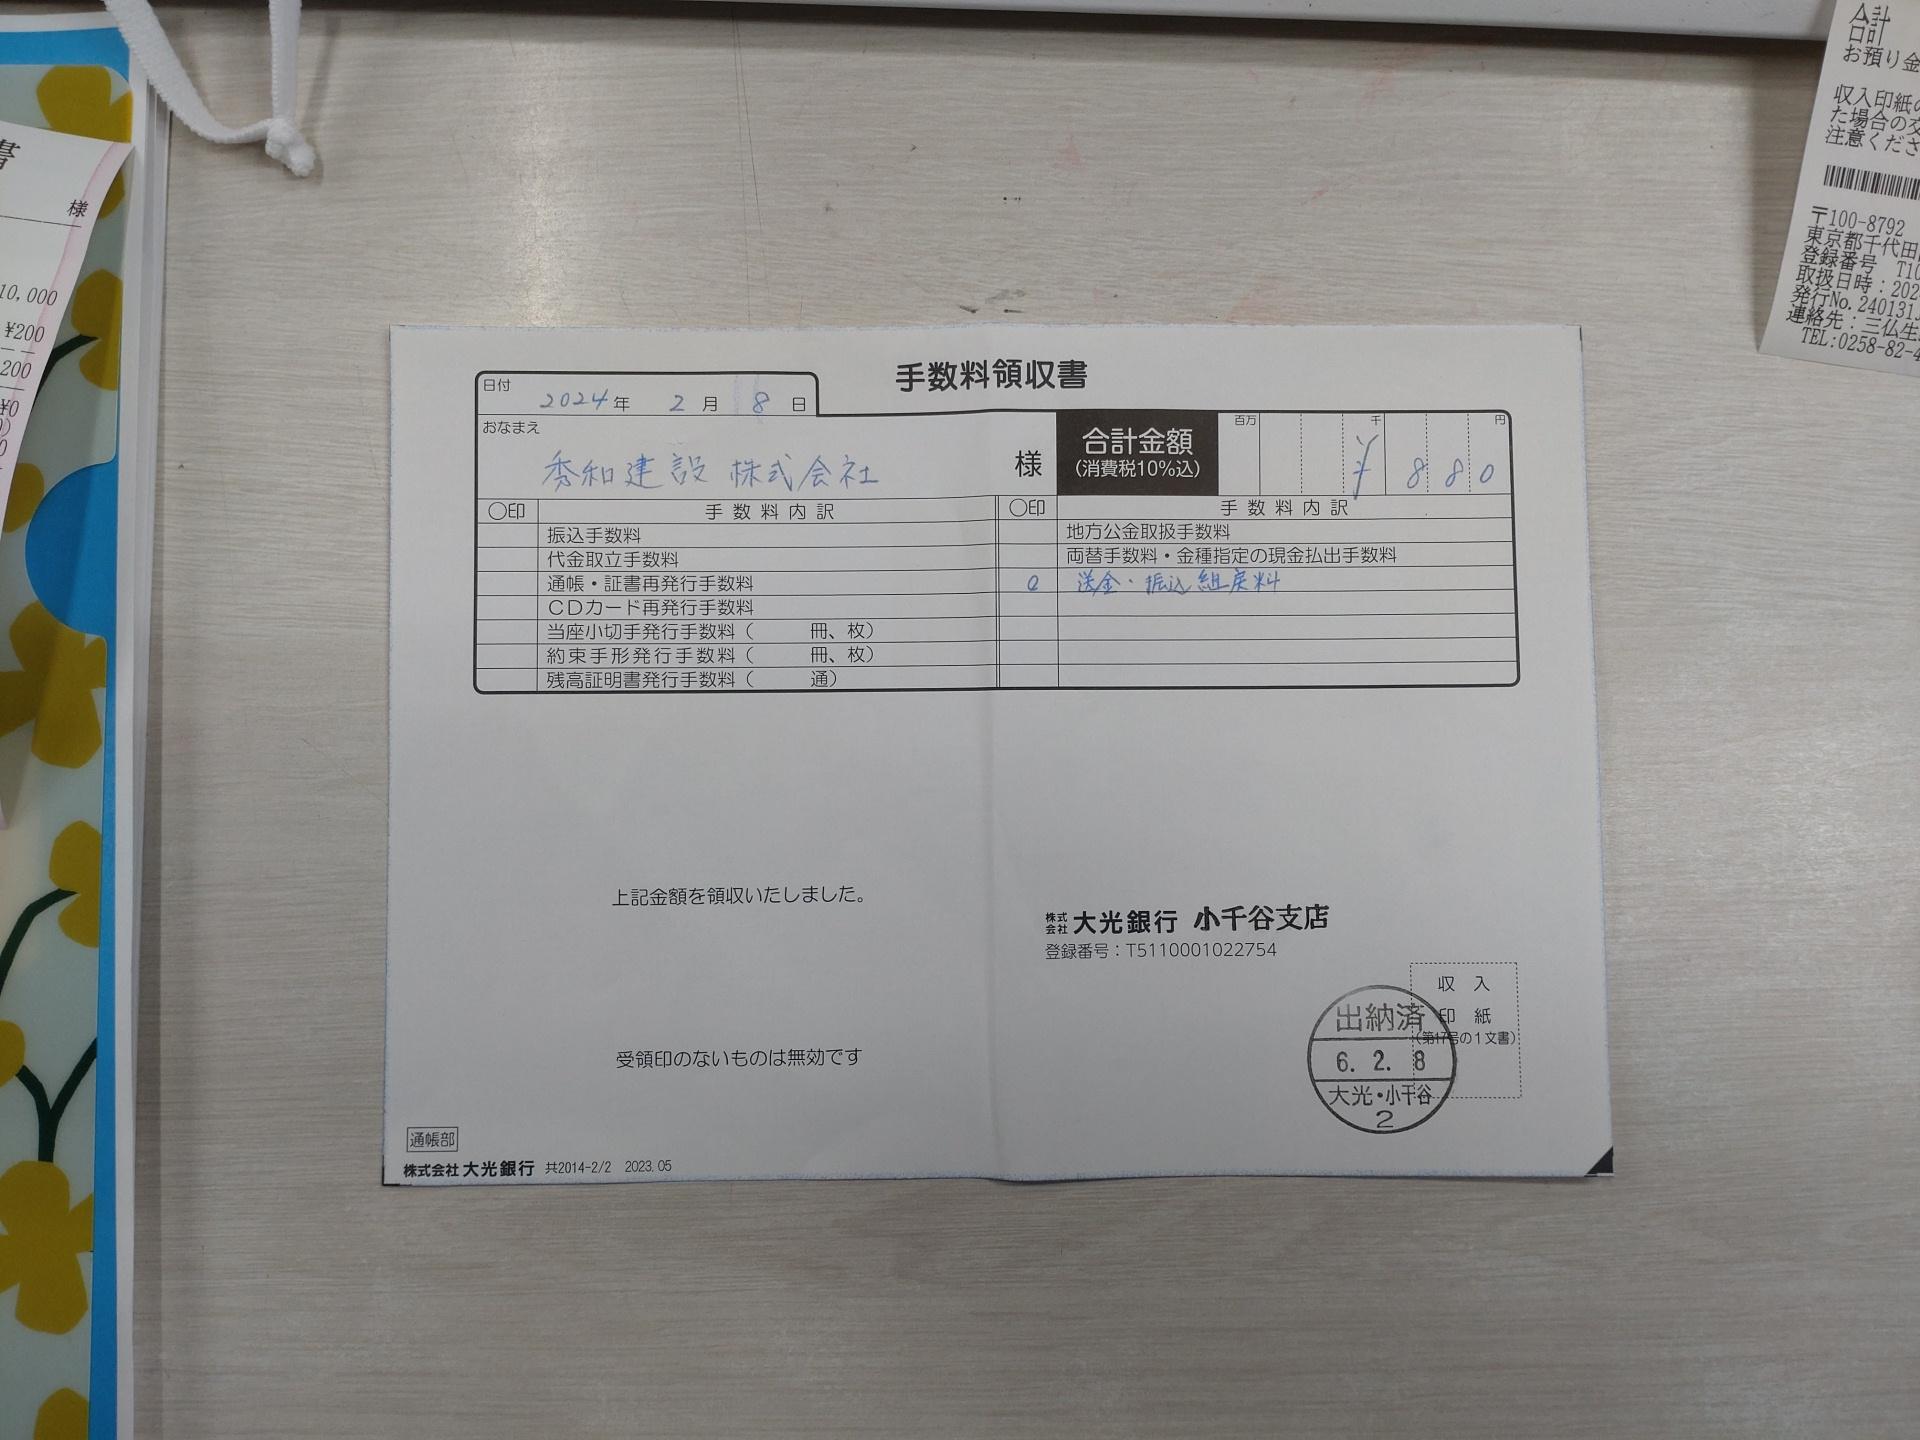 手数料領収書
日付 2024年 2月 8日
おなまえ
秀和建設 株式会社 様
合計金額
(消費税10%込)
百万 千 円
¥880
〇印 手数料内訳 〇印 手数料内訳
振込手数料 地方公金取扱手数料
代金取立手数料 両替手数料・金種指定の現金払出手数料
通帳・証書再発行手数料 〇 送金・振込組戻料
CDカード再発行手数料
当座小切手発行手数料( 冊、枚)
約束手形発行手数料( 冊、枚)
残高証明書発行手数料( 通)
上記金額を領収いたしました。
株式会社 大光銀行 小千谷支店
登録番号:T5110001022754
収入
印紙
(第17号の1文書)
出納済
6. 2. 8
大光・小千谷
2
受領印のないものは無効です
通帳部
株式会社 大光銀行 共2014-2/2 2023.05
書
様
10,000
¥200
200
¥0
合計
お預り金
収入印紙の
た場合の交
注意くださ
〒100-8792
東京都千代田
登録番号 T10
取扱日時:202
発行No.240131
連絡先:三仏生
TEL:0258-82-4